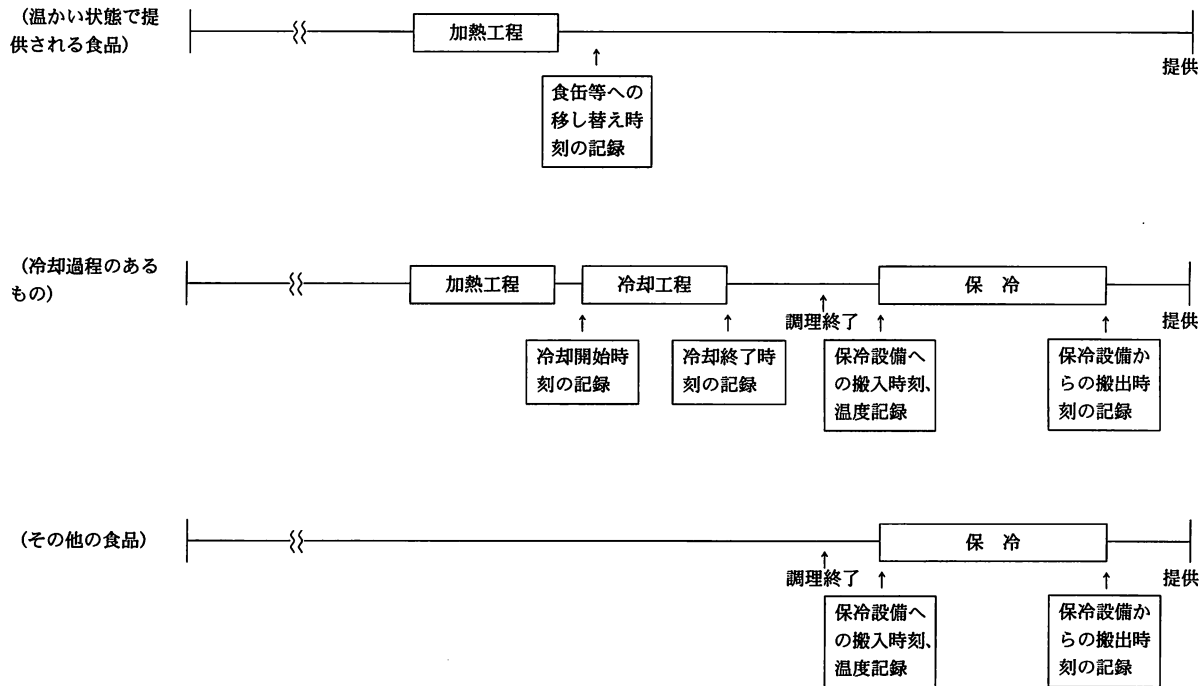 （温かい状態で提
供される食品）
加熱工程
提供
食缶等への
移し替え時
刻の記録
（冷却過程のある
もの）
加熱工程
冷却工程
保　冷
調理終了
提供
冷却開始時
刻の記録
冷却終了時
刻の記録
保冷設備へ
の搬入時刻、
温度記録
保冷設備か
らの搬出時
刻の記録
（その他の食品）
保　冷
調理終了
提供
保冷設備へ
の搬入時刻、
温度記録
保冷設備か
らの搬出時
刻の記録